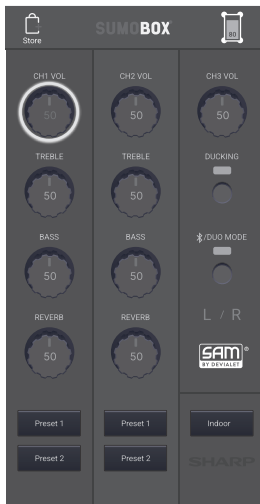 SUMOBOX
80
Store
CH1 VOL
CH2 VOL
CH3 VOL
50
50
50
TREBLE
TREBLE
DUCKING
50
50
BASS
BASS
/DUO MODE
50
50
REVERB
REVERB
L / R
50
50
SAM®
BY DEVIALET
Preset 1
Preset 1
Indoor
Preset 2
Preset 2
SHARP